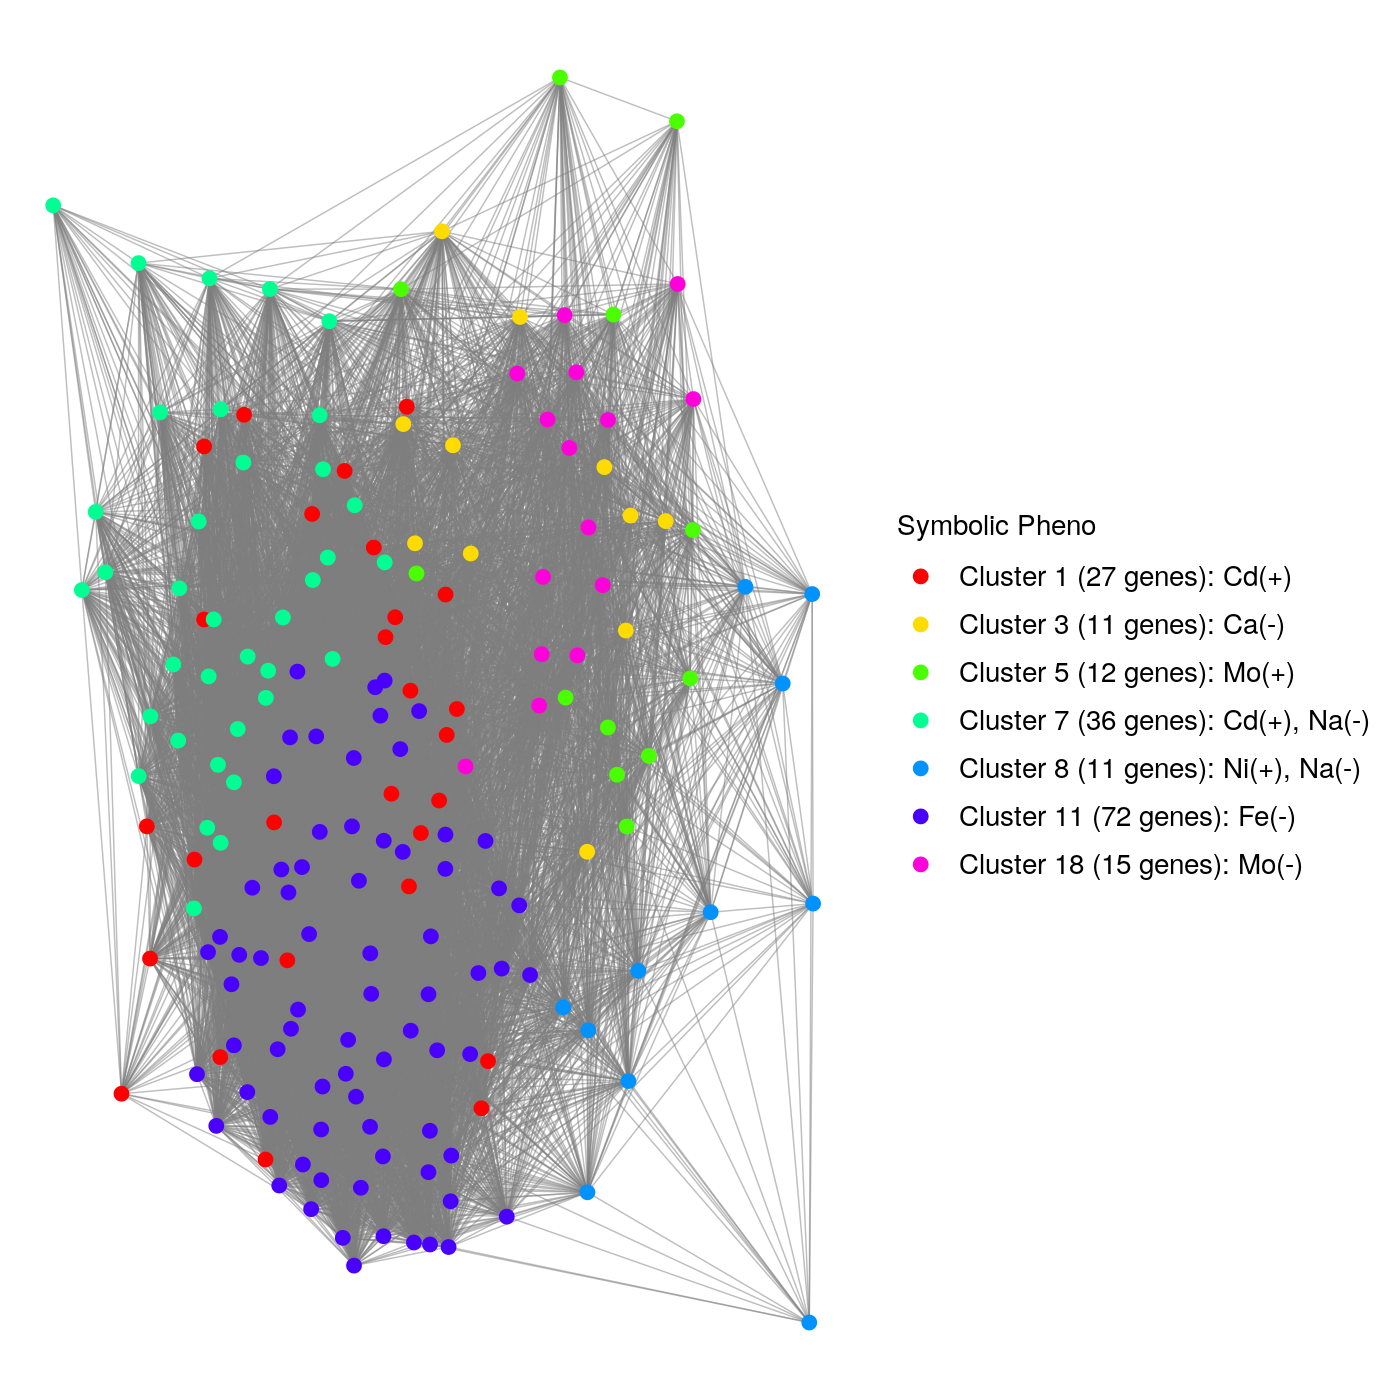 Symbolic Pheno
Cluster 1 (27 genes): Cd(+)
Cluster 3 (11 genes): Ca(-)
Cluster 5 (12 genes): Mo(+)
Cluster 7 (36 genes): Cd(+), Na(-)
Cluster 8 (11 genes): Ni(+), Na(-)
Cluster 11 (72 genes): Fe(-)
Cluster 18 (15 genes): Mo(-)